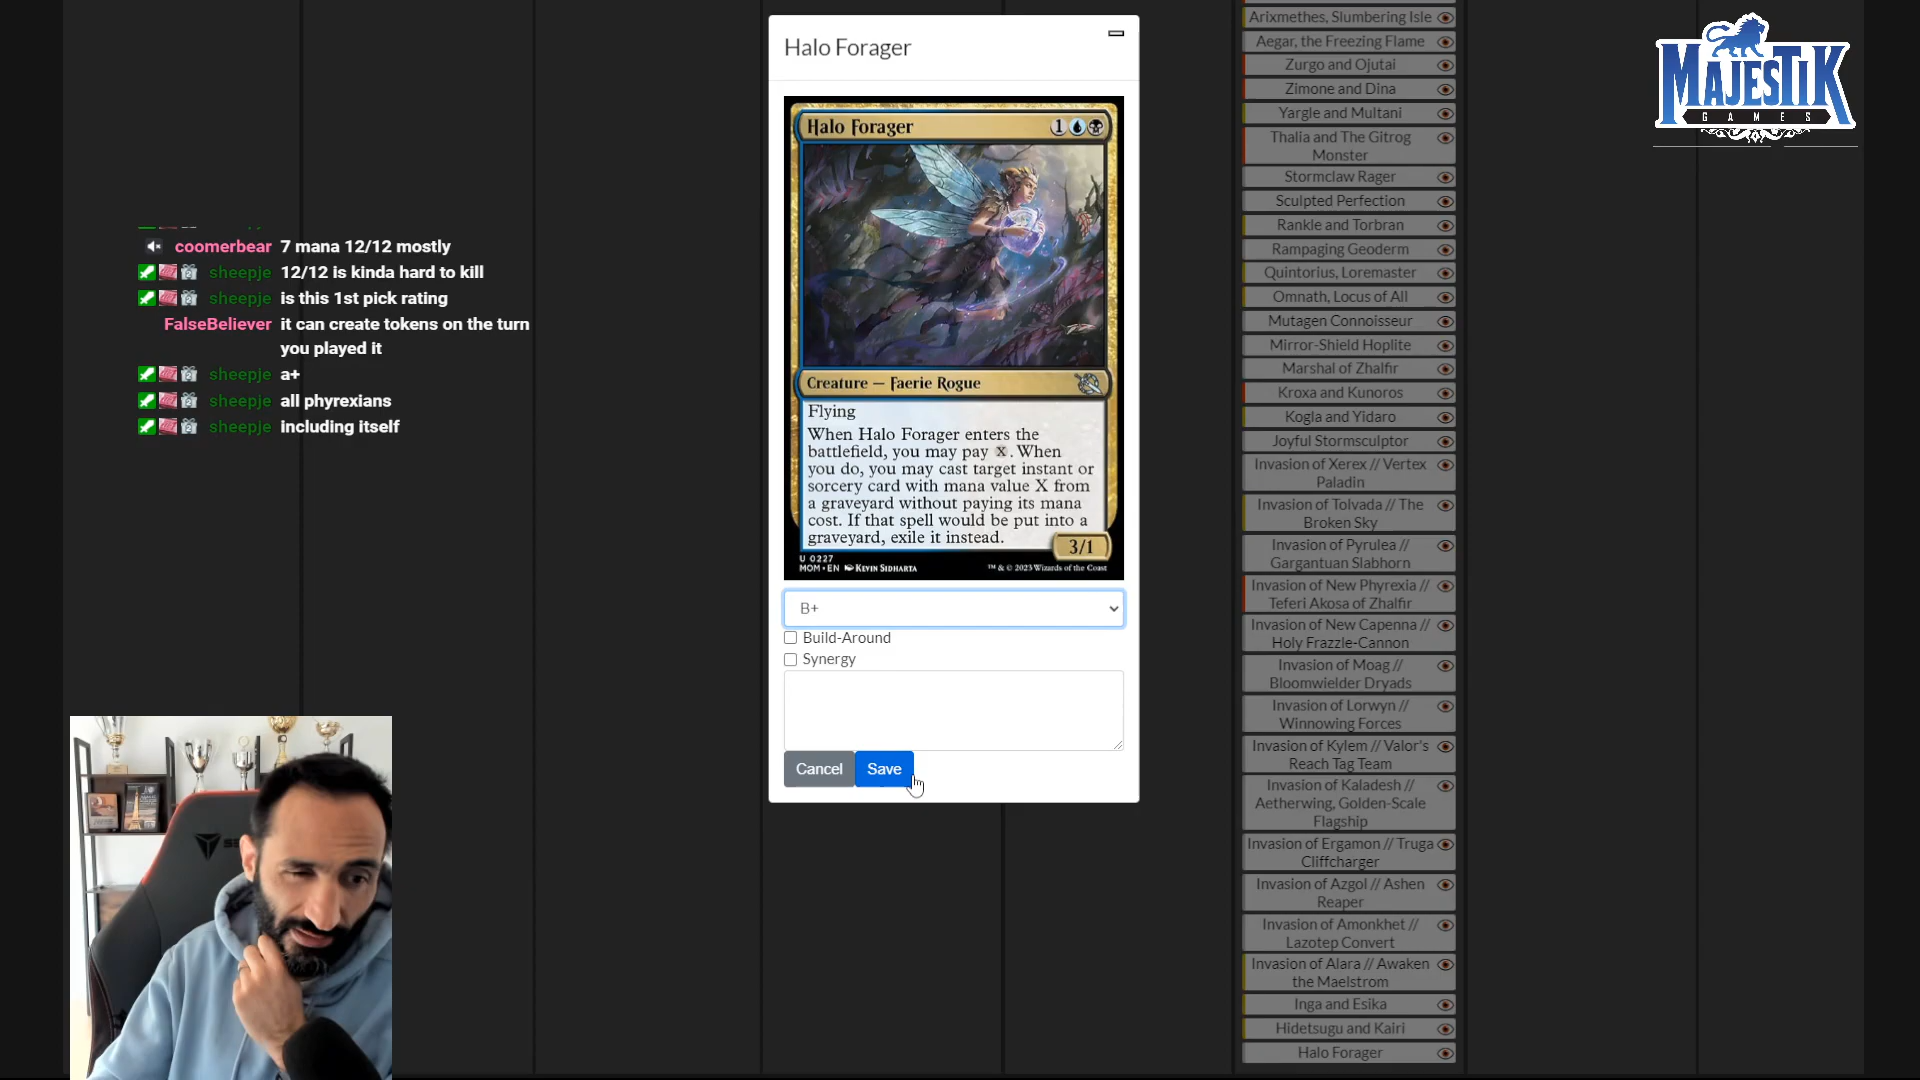 coomerbear 7 mana 12/12 mostly
sheepje 12/12 is kinda hard to kill
sheepje is this 1st pick rating
FalseBeliever it can create tokens on the turn
you played it
sheepje a+
sheepje all phyrexians
sheepje including itself
Halo Forager
Halo Forager 1
Creature — Faerie Rogue
Flying
When Halo Forager enters the
battlefield, you may pay X. When
you do, you may cast target instant or
sorcery card with mana value X from
a graveyard without paying its mana
cost. If that spell would be put into a
graveyard, exile it instead.
3/1
U 0227
MOM • EN Kevin Sidharta
™ & © 2023 Wizards of the Coast
B+
Build-Around
Synergy
Cancel
Save
Arixmethes, Slumbering Isle
Aegar, the Freezing Flame
Zurgo and Ojutai
Zimone and Dina
Yargle and Multani
Thalia and The Gitrog
Monster
Stormclaw Rager
Sculpted Perfection
Rankle and Torbran
Rampaging Geoderm
Quintorius, Loremaster
Omnath, Locus of All
Mutagen Connoisseur
Mirror-Shield Hoplite
Marshal of Zhalfir
Kroxa and Kunoros
Kogla and Yidaro
Joyful Stormsculptor
Invasion of Xerex // Vertex
Paladin
Invasion of Tolvada // The
Broken Sky
Invasion of Pyrulea //
Gargantuan Slabhorn
Invasion of New Phyrexia //
Teferi Akosa of Zhalfir
Invasion of New Capenna //
Holy Frazzle-Cannon
Invasion of Moag //
Bloomwielder Dryads
Invasion of Lorwyn //
Winnowing Forces
Invasion of Kylem // Valor's
Reach Tag Team
Invasion of Kaladesh //
Aetherwing, Golden-Scale
Flagship
Invasion of Ergamon // Truga
Cliffcharger
Invasion of Azgol // Ashen
Reaper
Invasion of Amonkhet //
Lazotep Convert
Invasion of Alara // Awaken
the Maelstrom
Inga and Esika
Hidetsugu and Kairi
Halo Forager
MAJESTIK
GAMES